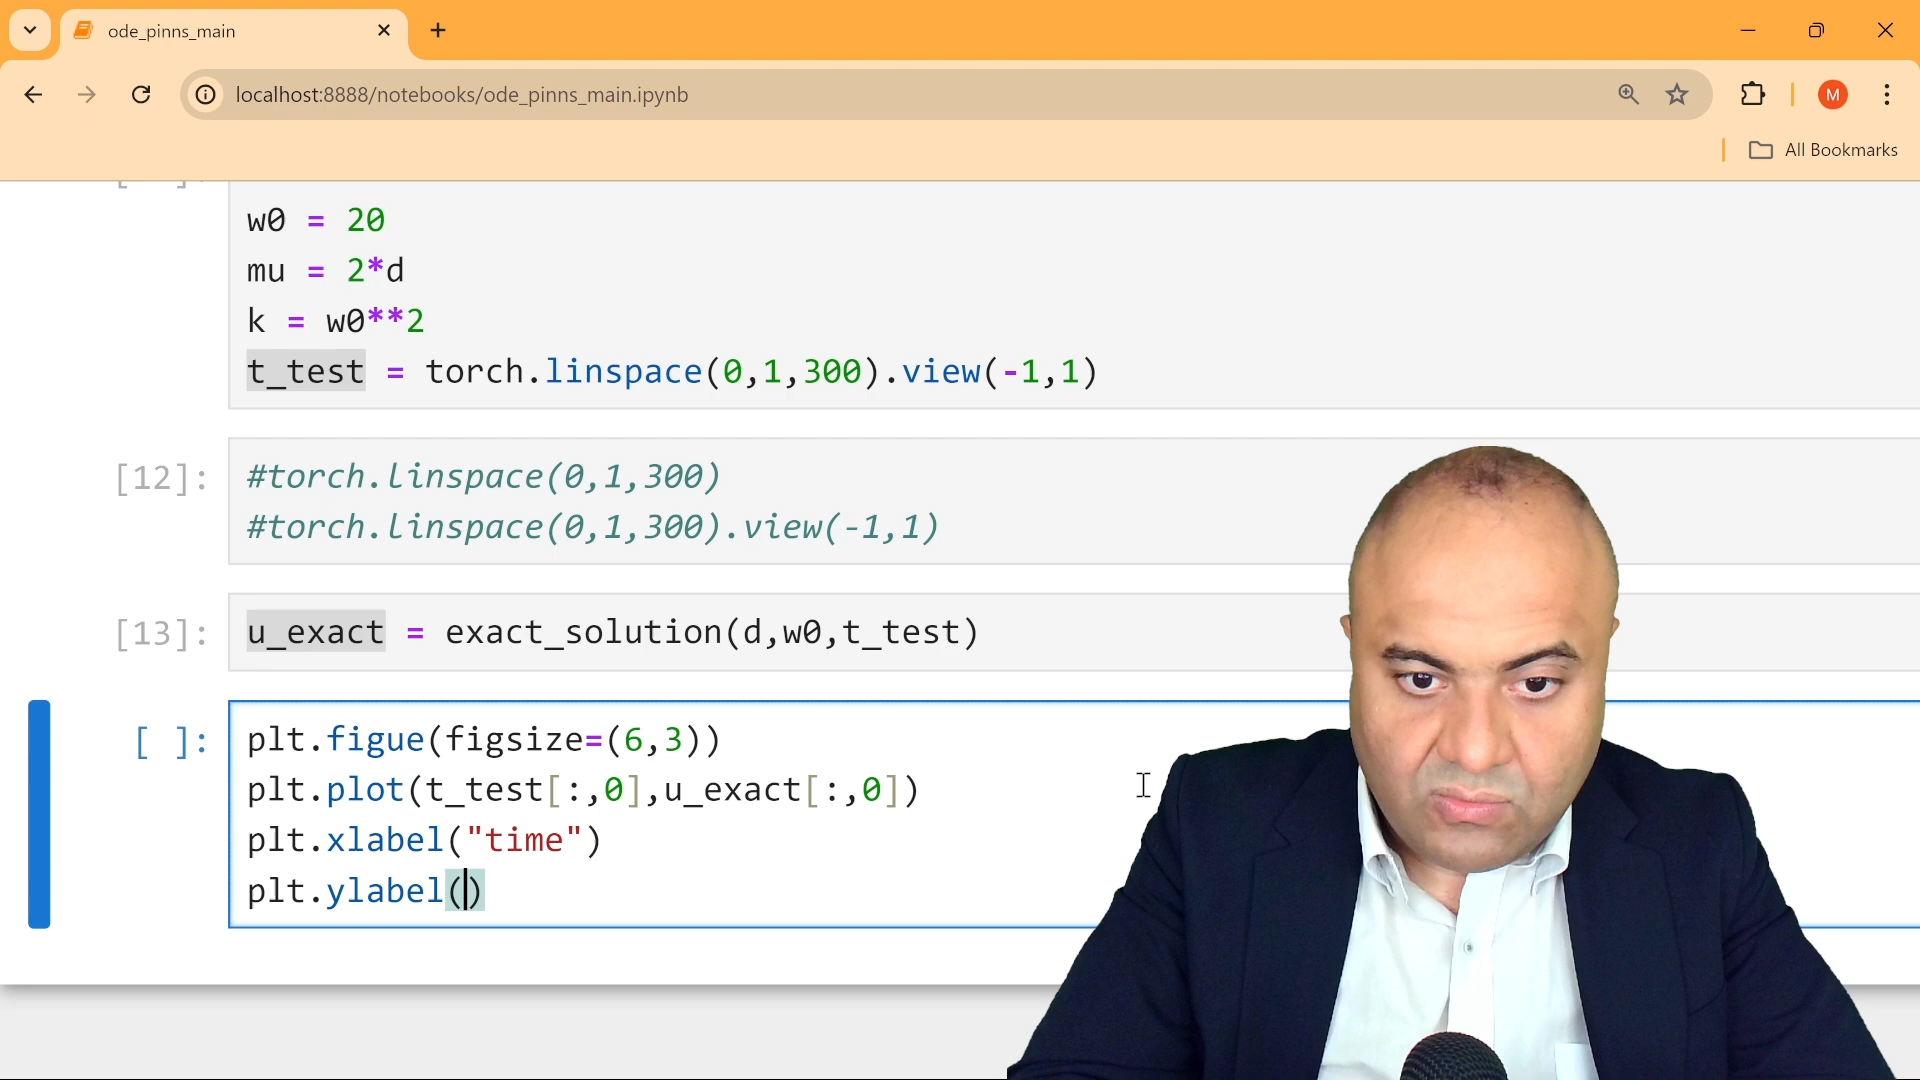 ode_pinns_main
localhost:8888/notebooks/ode_pinns_main.ipynb
M
All Bookmarks
w0 = 20
mu = 2*d
k = w0**2
t_test = torch.linspace(0,1,300).view(-1,1)
[12]:
#torch.linspace(0,1,300)
#torch.linspace(0,1,300).view(-1,1)
[13]:
u_exact = exact_solution(d,w0,t_test)
[ ]:
plt.figue(figsize=(6,3))
plt.plot(t_test[:,0],u_exact[:,0])
plt.xlabel("time")
plt.ylabel()